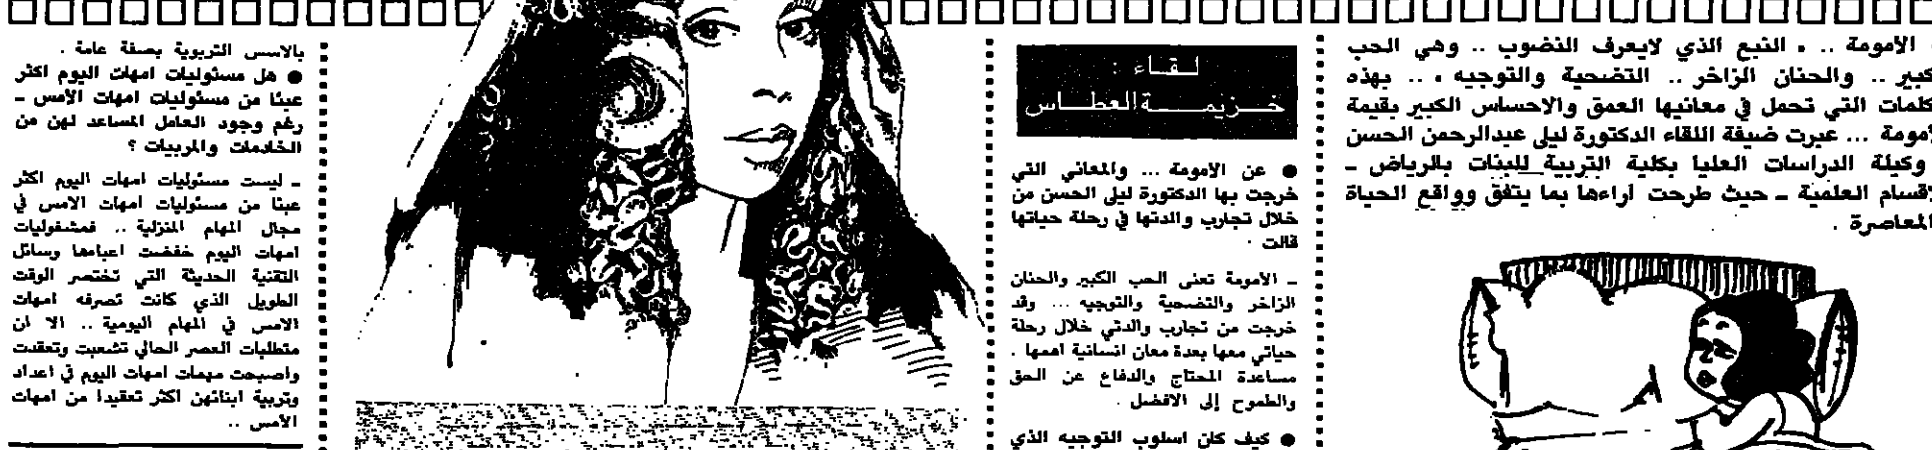 الأمومة .. « النبع الذي لايعرف النضوب .. وهي الحب
كبير .. والحنان الزاخر .. التضحية والتوجيه » .. بهذه
كلمات التي تحمل في معانيها العمق والاحساس الكبير بقيمة
أمومة ... عبرت ضيفة اللقاء الدكتورة ليلى عبدالرحمن الحسن
وكيلة الدراسات العليا بكلية التربية للبنات بالرياض -
أقسام العلمية - حيث طرحت اراءها بما يتفق وواقع الحياة
المعاصرة .
لقاء :
خزيمة العطاس
● عن الأمومة ... والمعاني التي
خرجت بها الدكتورة ليلى الحسن من
خلال تجارب والدتها في رحلة حياتها
قالت .
- الأمومة تعنى الحب الكبير والحنان
الزاخر والتضحية والتوجيه ... وقد
خرجت من تجارب والدتي خلال رحلة
حياتي معها بعدة معان انسانية اهمها .
مساعدة المحتاج والدفاع عن الحق
والطموح إلى الافضل .
● كيف كان اسلوب التوجيه الذي
بالاسس التربوية بصفة عامة .
● هل مسئوليات امهات اليوم اكثر
عبئا من مسئوليات امهات الأمس -
رغم وجود العامل المساعد لهن من
الخادمات والمربيات ؟
- ليست مسئوليات امهات اليوم اكثر
عبئا من مسئوليات امهات الامس في
مجال المهام المنزلية .. فمشغوليات
امهات اليوم خفضت اعباءها وسائل
التقنية الحديثة التي تختصر الوقت
الطويل الذي كانت تصرفه امهات
الامس في المهام اليومية .. الا ان
متطلبات العصر الحالي تشعبت وتعقدت
واصبحت مهمات امهات اليوم في اعداد
وتربية ابنائهن اكثر تعقيدا من امهات
الأمس ..